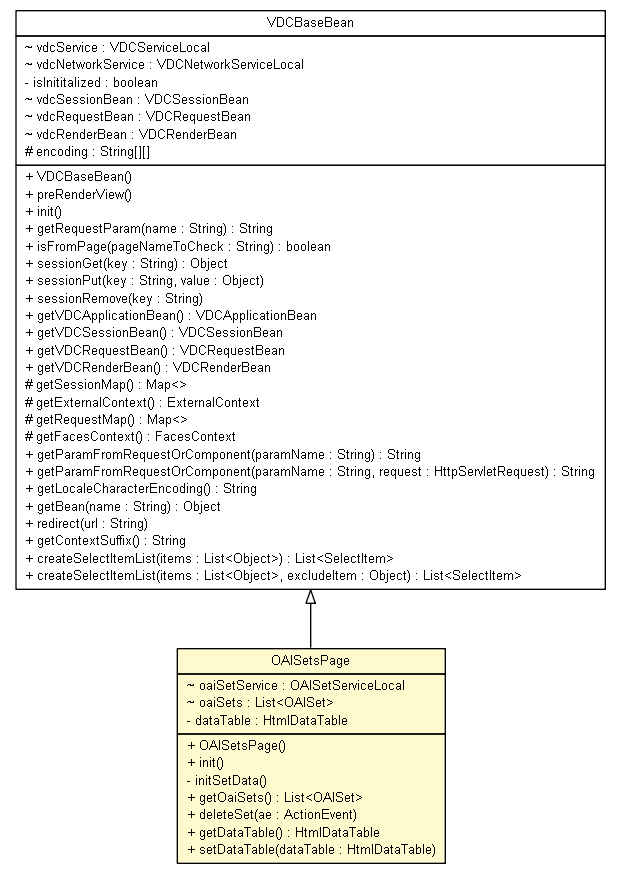 VDCBaseBean
~ vdcService : VDCServiceLocal
~ vdcNetworkService : VDCNetworkServiceLocal
- isInititalized : boolean
~ vdcSessionBean : VDCSessionBean
~ vdcRequestBean : VDCRequestBean
~ vdcRenderBean : VDCRenderBean
# encoding : String[][]
+ VDCBaseBean()
+ preRenderView()
+ init()
+ getRequestParam(name : String) : String
+ isFromPage(pageNameToCheck : String) : boolean
+ sessionGet(key : String) : Object
+ sessionPut(key : String, value : Object)
+ sessionRemove(key : String)
+ getVDCApplicationBean() : VDCApplicationBean
+ getVDCSessionBean() : VDCSessionBean
+ getVDCRequestBean() : VDCRequestBean
+ getVDCRenderBean() : VDCRenderBean
# getSessionMap() : Map<>
# getExternalContext() : ExternalContext
# getRequestMap() : Map<>
# getFacesContext() : FacesContext
+ getParamFromRequestOrComponent(paramName : String) : String
+ getParamFromRequestOrComponent(paramName : String, request : HttpServletRequest) : String
+ getLocaleCharacterEncoding() : String
+ getBean(name : String) : Object
+ redirect(url : String)
+ getContextSuffix() : String
+ createSelectItemList(items : List<Object>) : List<SelectItem>
+ createSelectItemList(items : List<Object>, excludeItem : Object) : List<SelectItem>
OAISetsPage
~ oaiSetService : OAISetServiceLocal
~ oaiSets : List<OAISet>
- dataTable : HtmlDataTable
+ OAISetsPage()
+ init()
- initSetData()
+ getOaiSets() : List<OAISet>
+ deleteSet(ae : ActionEvent)
+ getDataTable() : HtmlDataTable
+ setDataTable(dataTable : HtmlDataTable)